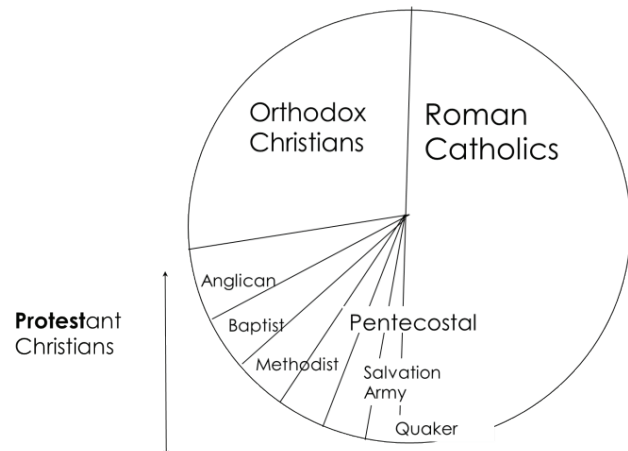 Orthodox
Christians
Roman
Catholics
Anglican
Baptist
Methodist
Pentecostal
Salvation
Army
Quaker
Protestant
Christians